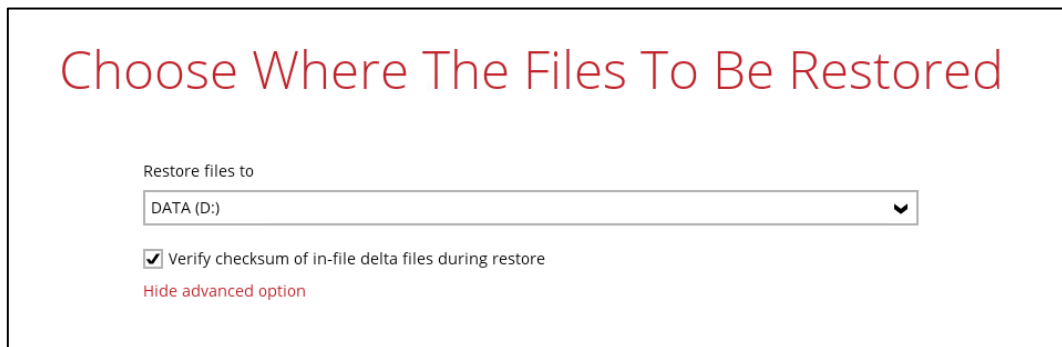 Choose Where The Files To Be Restored
Restore files to
DATA (D:)
Verify checksum of in-file delta files during restore
Hide advanced option